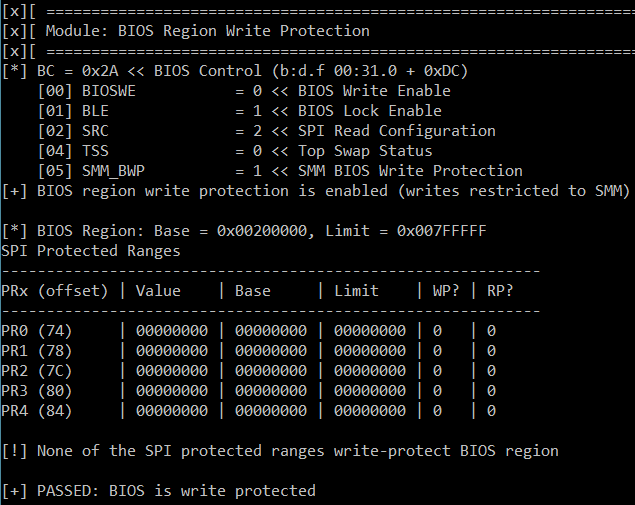 [x][ =================================================================
[x][ Module: BIOS Region Write Protection
[x][ =================================================================
[*] BC = 0x2A << BIOS Control (b:d.f 00:31.0 + 0xDC)
    [00] BIOSWE           = 0 << BIOS Write Enable
    [01] BLE              = 1 << BIOS Lock Enable
    [02] SRC              = 2 << SPI Read Configuration
    [04] TSS              = 0 << Top Swap Status
    [05] SMM_BWP          = 1 << SMM BIOS Write Protection
[+] BIOS region write protection is enabled (writes restricted to SMM)
[*] BIOS Region: Base = 0x00200000, Limit = 0x007FFFFF
SPI Protected Ranges
------------------------------------------------------------
PRx (offset) | Value    | Base     | Limit    | WP? | RP?
------------------------------------------------------------
PR0 (74)     | 00000000 | 00000000 | 00000000 | 0   | 0
PR1 (78)     | 00000000 | 00000000 | 00000000 | 0   | 0
PR2 (7C)     | 00000000 | 00000000 | 00000000 | 0   | 0
PR3 (80)     | 00000000 | 00000000 | 00000000 | 0   | 0
PR4 (84)     | 00000000 | 00000000 | 00000000 | 0   | 0
[!] None of the SPI protected ranges write-protect BIOS region
[+] PASSED: BIOS is write protected